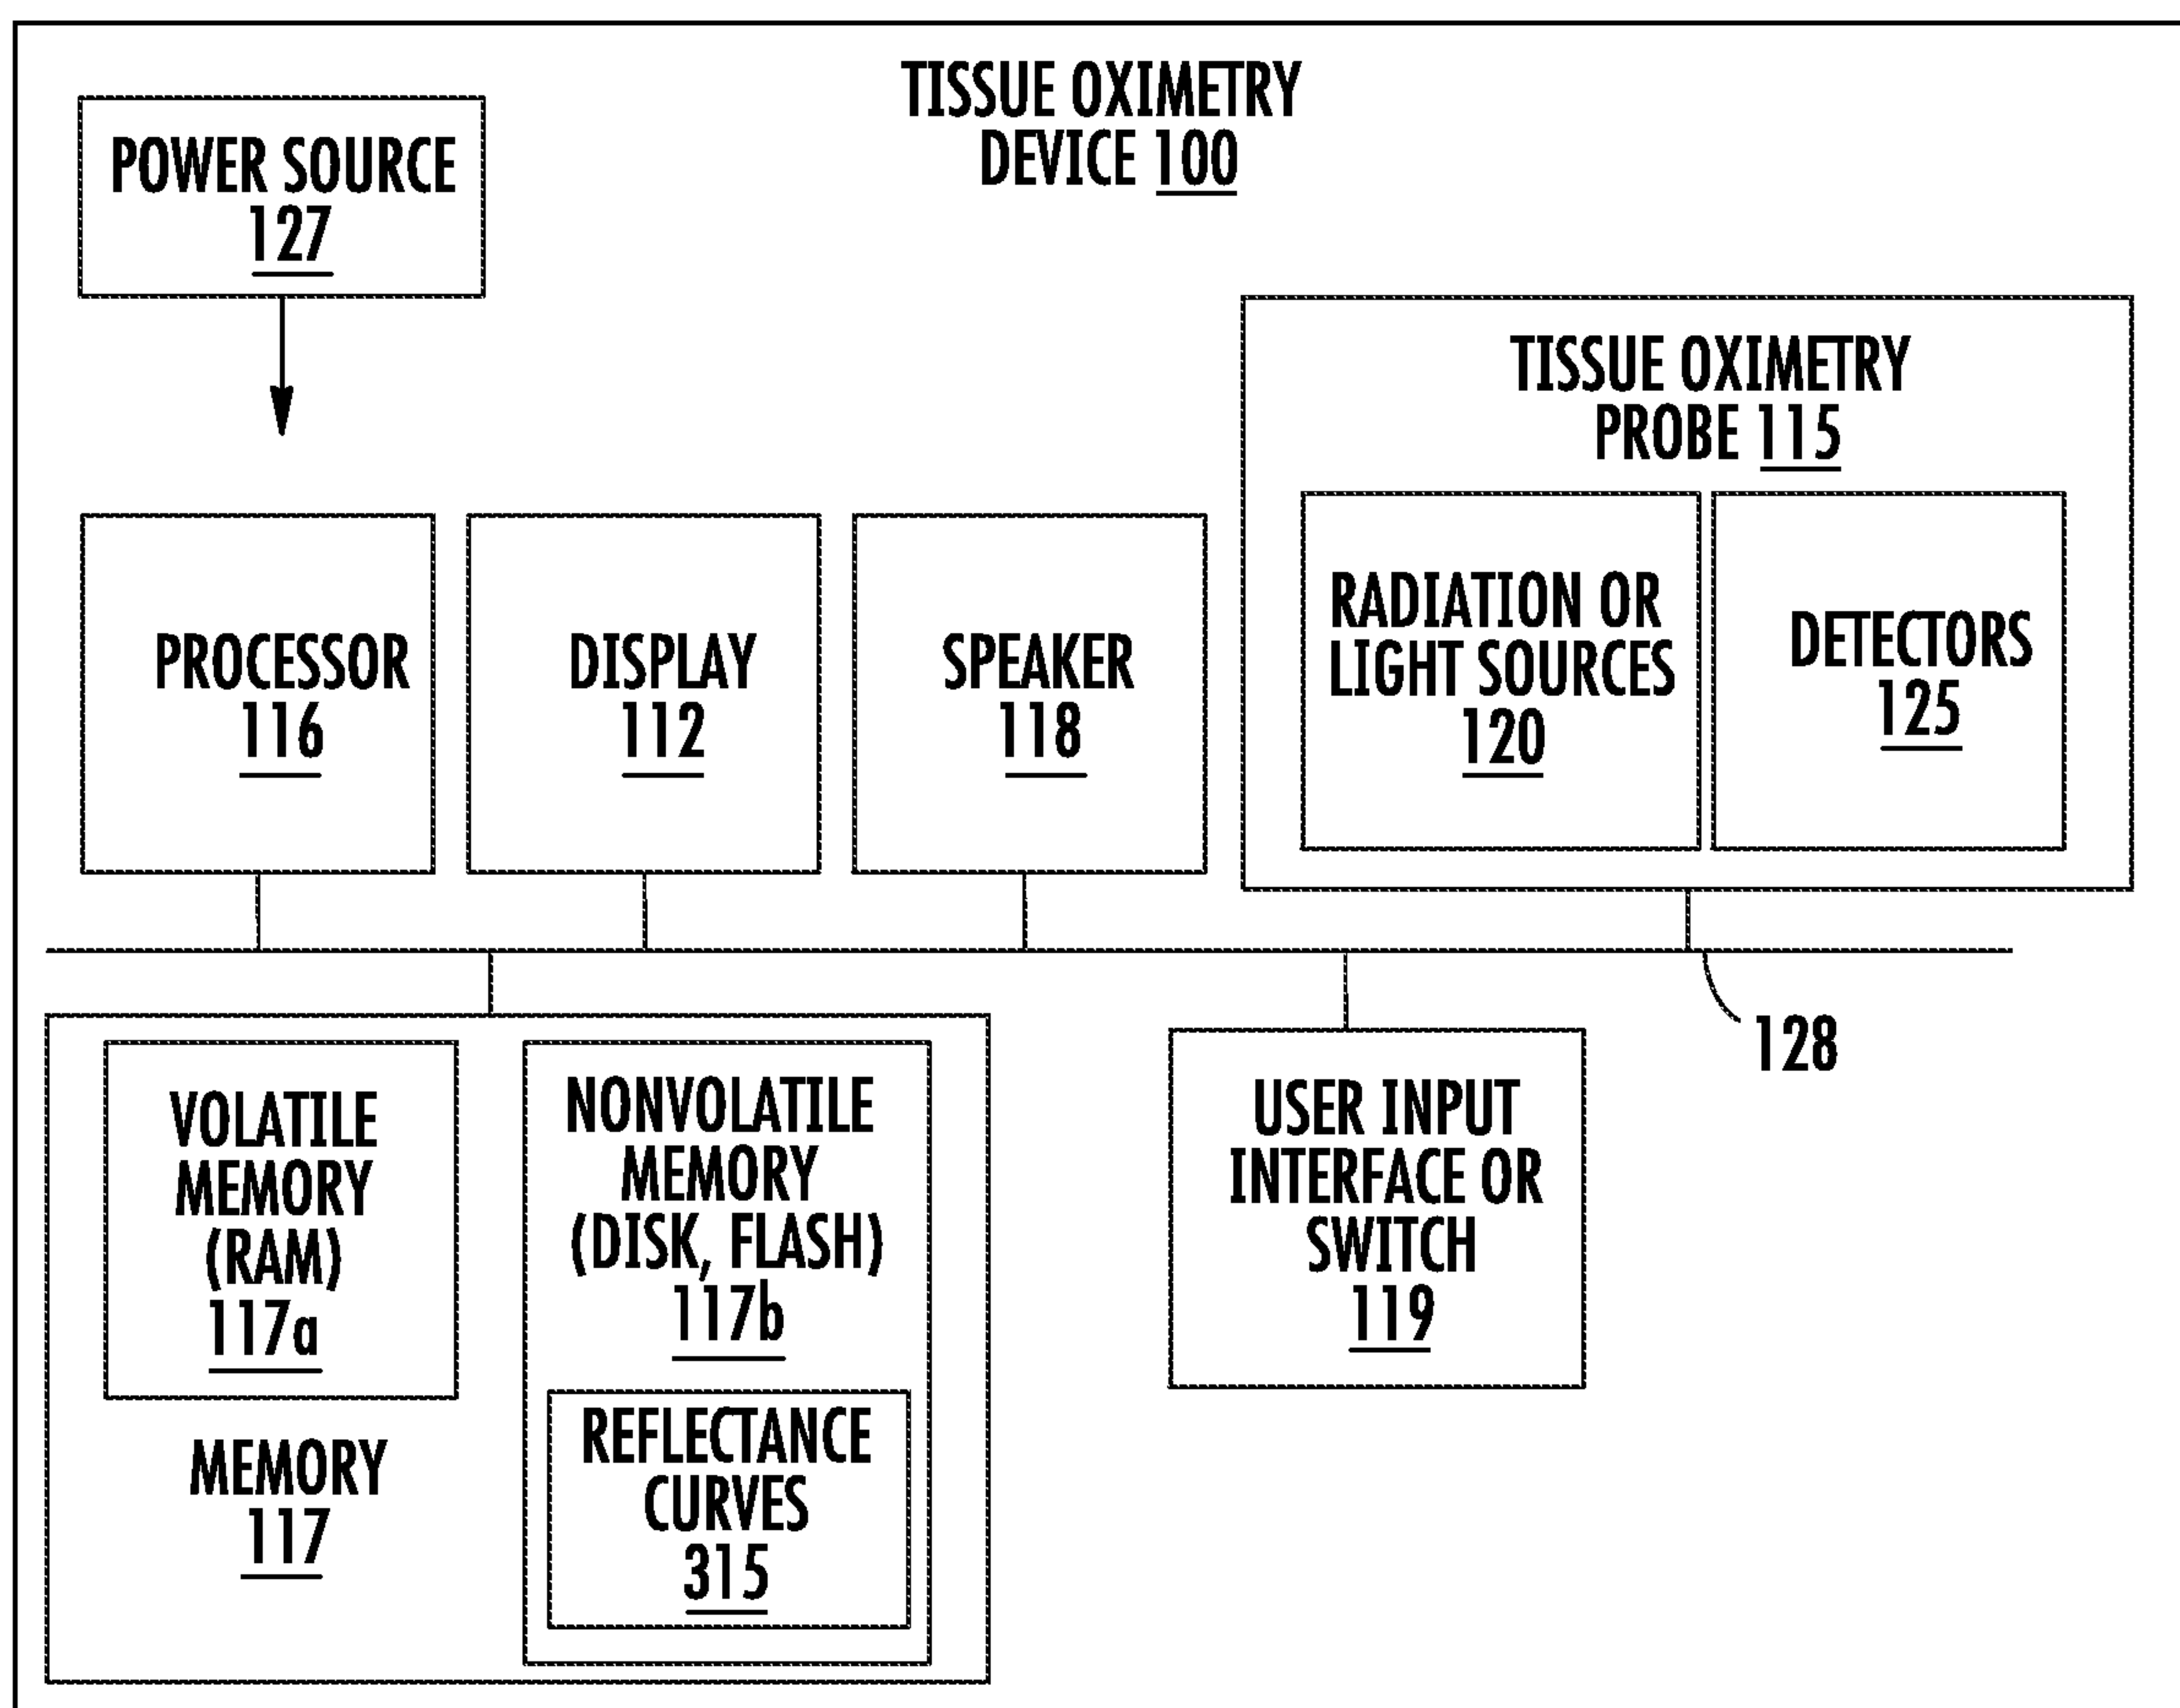 TISSUE OXIMETRY
DEVICE 100
POWER SOURCE
127
TISSUE OXIMETRY
PROBE 115
PROCESSOR
116
DISPLAY
112
SPEAKER
118
RADIATION OR
LIGHT SOURCES
120
DETECTORS
125
128
VOLATILE
MEMORY
(RAM)
117a
MEMORY
117
NONVOLATILE
MEMORY
(DISK, FLASH)
117b
REFLECTANCE
CURVES
315
USER INPUT
INTERFACE OR
SWITCH
119